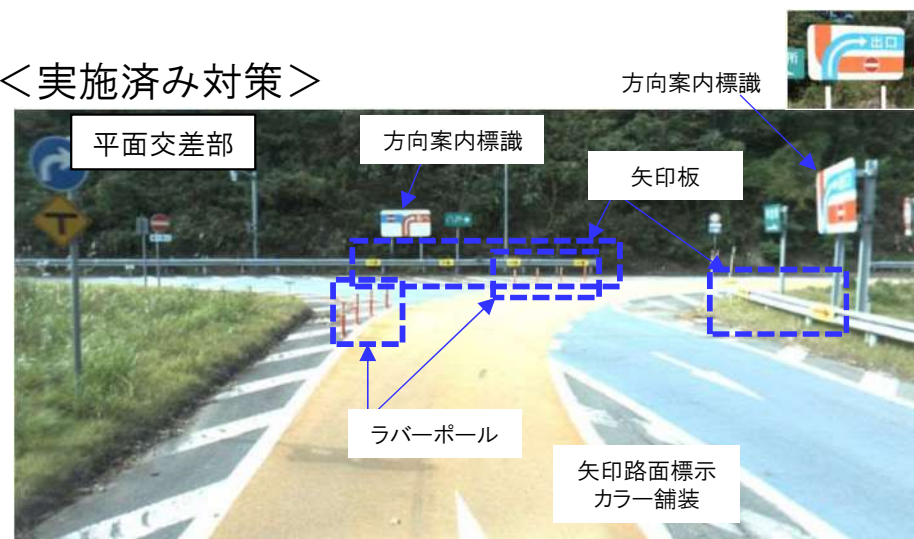 <実施済み対策>
出口
方向案内標識
平面交差部
方向案内標識
矢印板
ラバーポール
矢印路面標示
カラー舗装